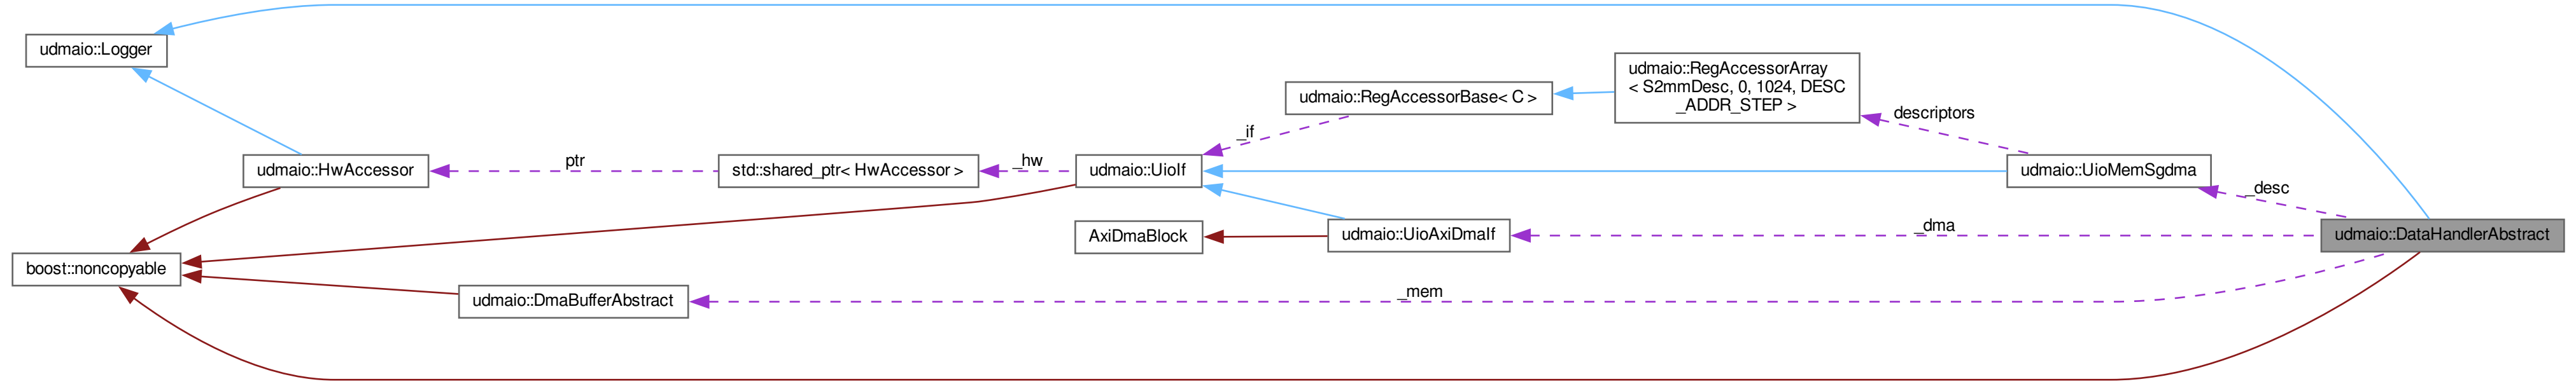 udmaio::Logger
udmaio::RegAccessorArray
< S2mmDesc, 0, 1024, DESC
_ADDR_STEP >
udmaio::RegAccessorBase< C >
descriptors
_if
ptr
_hw
udmaio::HwAccessor
std::shared_ptr< HwAccessor >
udmaio::UioIf
udmaio::UioMemSgdma
_desc
_dma
AxiDmaBlock
udmaio::UioAxiDmaIf
udmaio::DataHandlerAbstract
boost::noncopyable
_mem
udmaio::DmaBufferAbstract